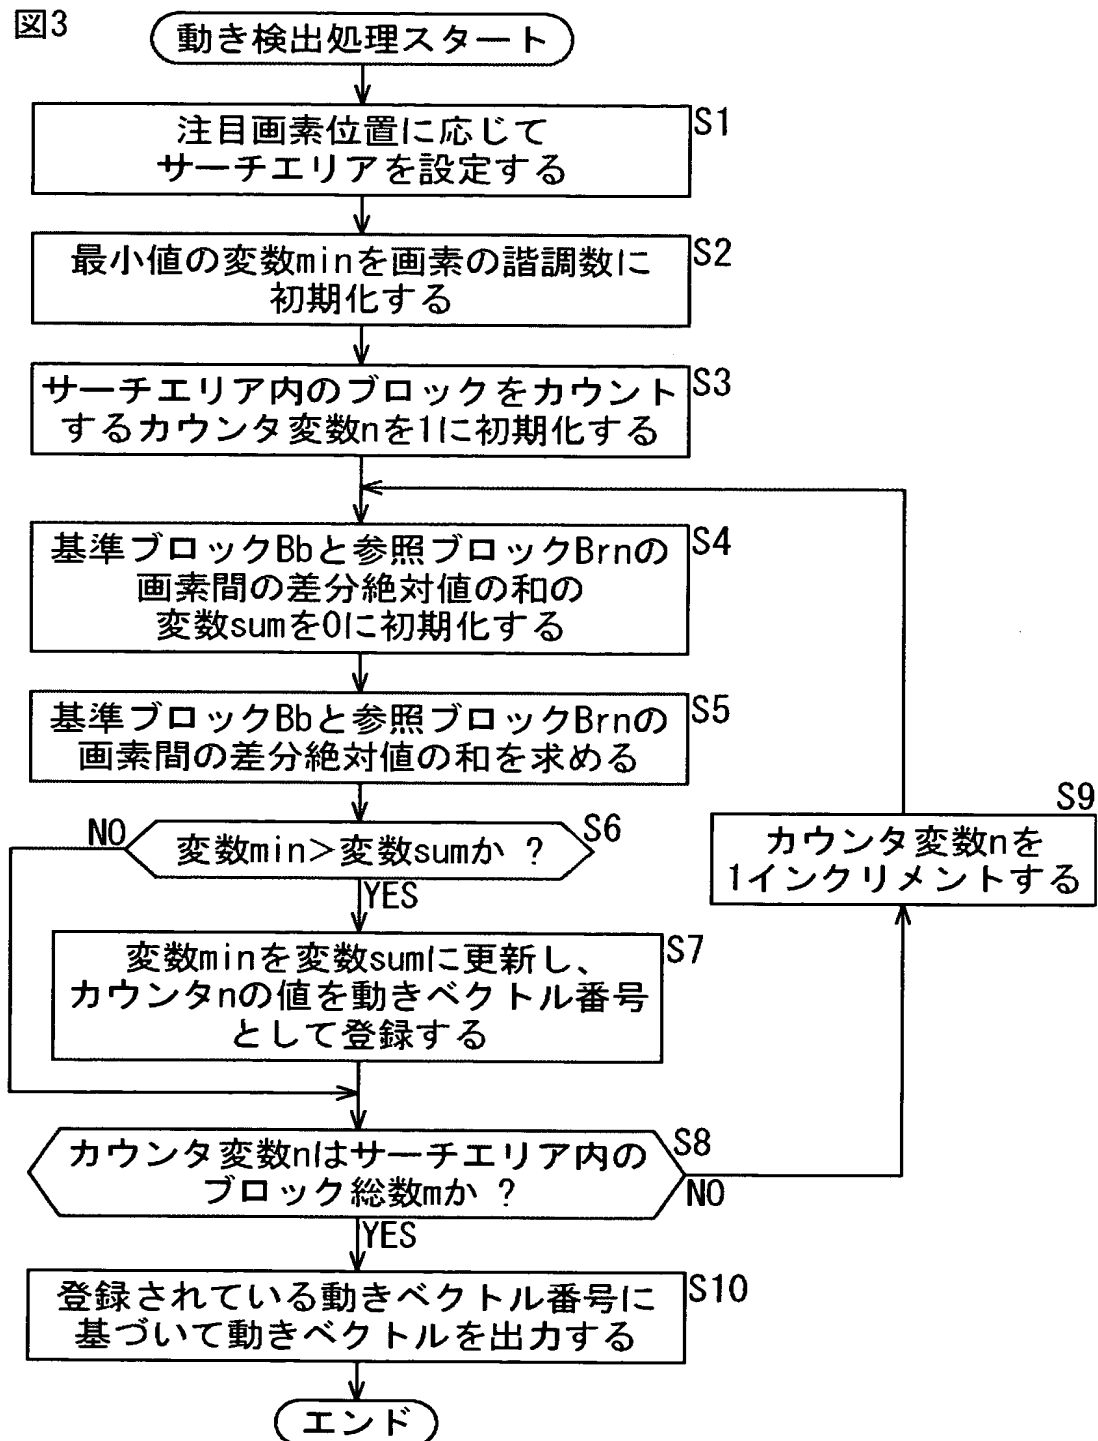 図3
動き検出処理スタート
注目画素位置に応じて
サーチエリアを設定する
S1
最小値の変数minを画素の諧調数に
初期化する
S2
サーチエリア内のブロックをカウント
するカウンタ変数nを1に初期化する
S3
基準ブロックBbと参照ブロックBrnの
画素間の差分絶対値の和の
変数sumを0に初期化する
S4
基準ブロックBbと参照ブロックBrnの
画素間の差分絶対値の和を求める
S5
変数min>変数sumか ?
S6
NO
YES
変数minを変数sumに更新し、
カウンタnの値を動きベクトル番号
として登録する
S7
カウンタ変数nはサーチエリア内の
ブロック総数mか ?
S8
NO
YES
カウンタ変数nを
1インクリメントする
S9
登録されている動きベクトル番号に
基づいて動きベクトルを出力する
S10
エンド